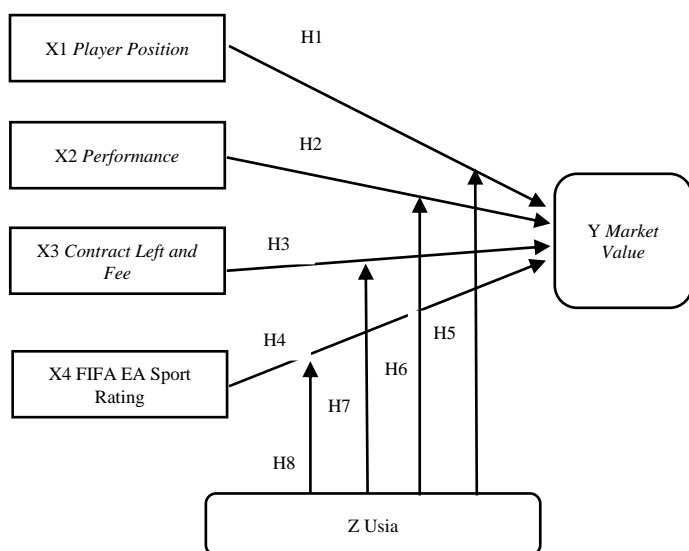 X1 Player Position
H1
X2 Performance
H2
X3 Contract Left and
Fee
H3
X4 FIFA EA Sport
Rating
H4
Y Market
Value
H5
H6
H7
H8
Z Usia